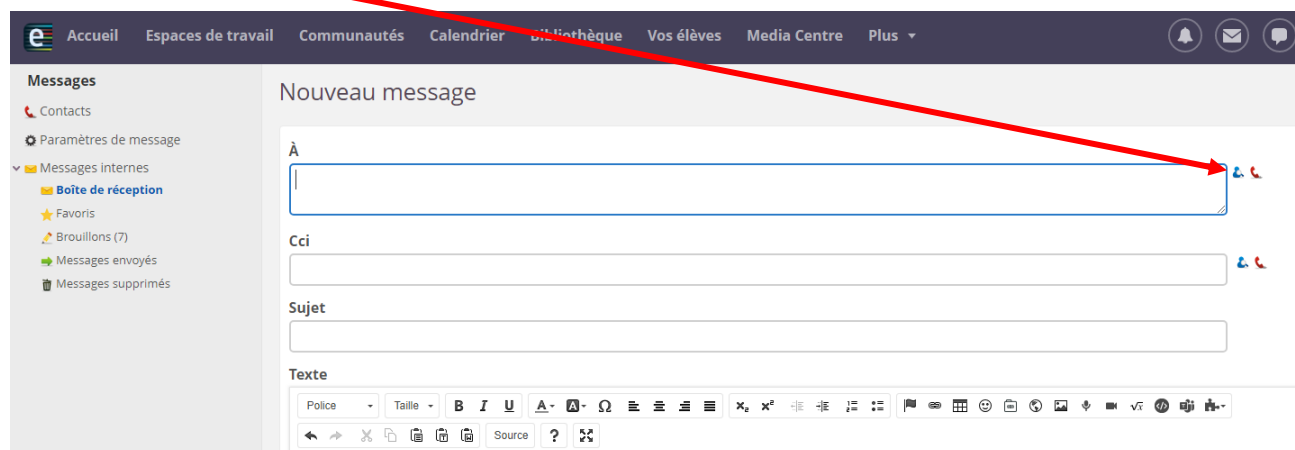 e Accueil Espaces de travail Communautés Calendrier Bibliothèque Vos élèves Media Centre Plus
Messages
Contacts
Paramètres de message
Messages internes
Boîte de réception
Favoris
Brouillons (7)
Messages envoyés
Messages supprimés
Nouveau message
À
Cci
Sujet
Texte
Police Taille B I U A A Ω x₂ x² √x eji
Source ?